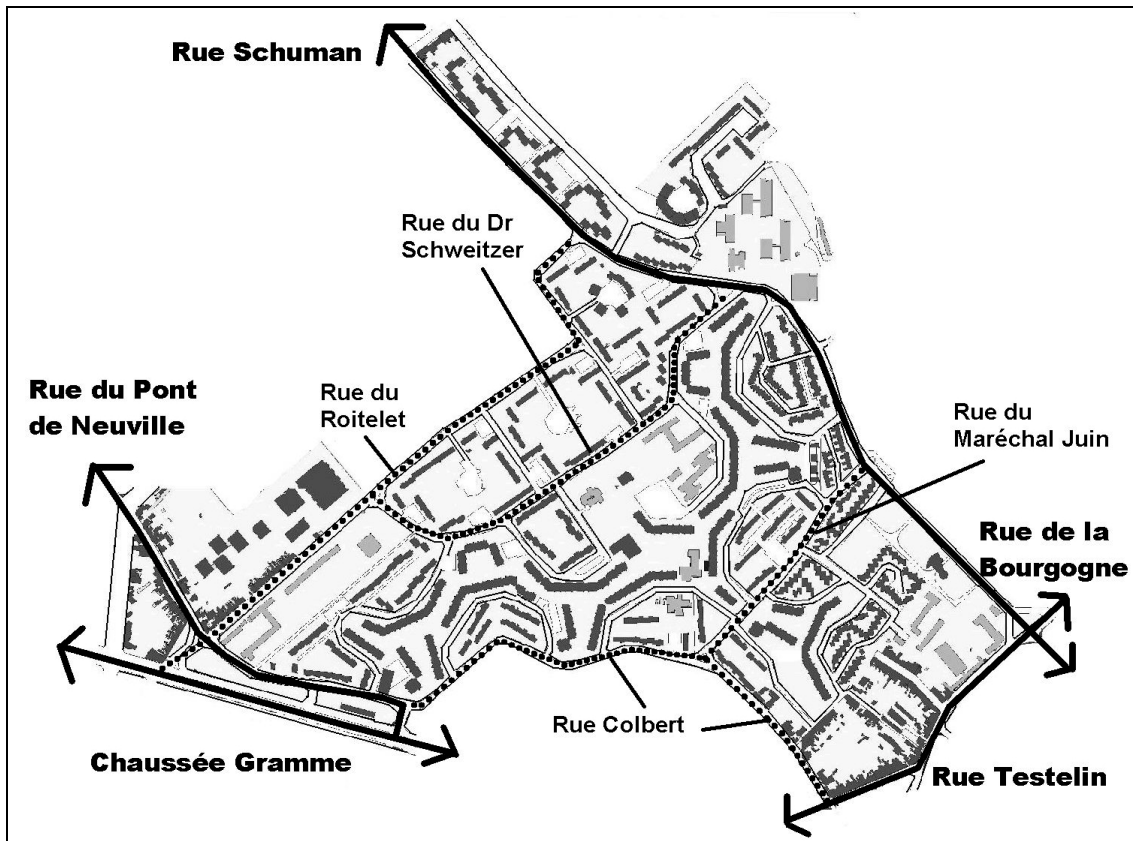 Rue Schuman
Rue du Dr
Schweitzer
Rue du Pont
de Neuville
Rue du
Roitelet
Rue du
Maréchal Juin
Rue de la
Bourgogne
Rue Colbert
Chaussée Gramme
Rue Testelin